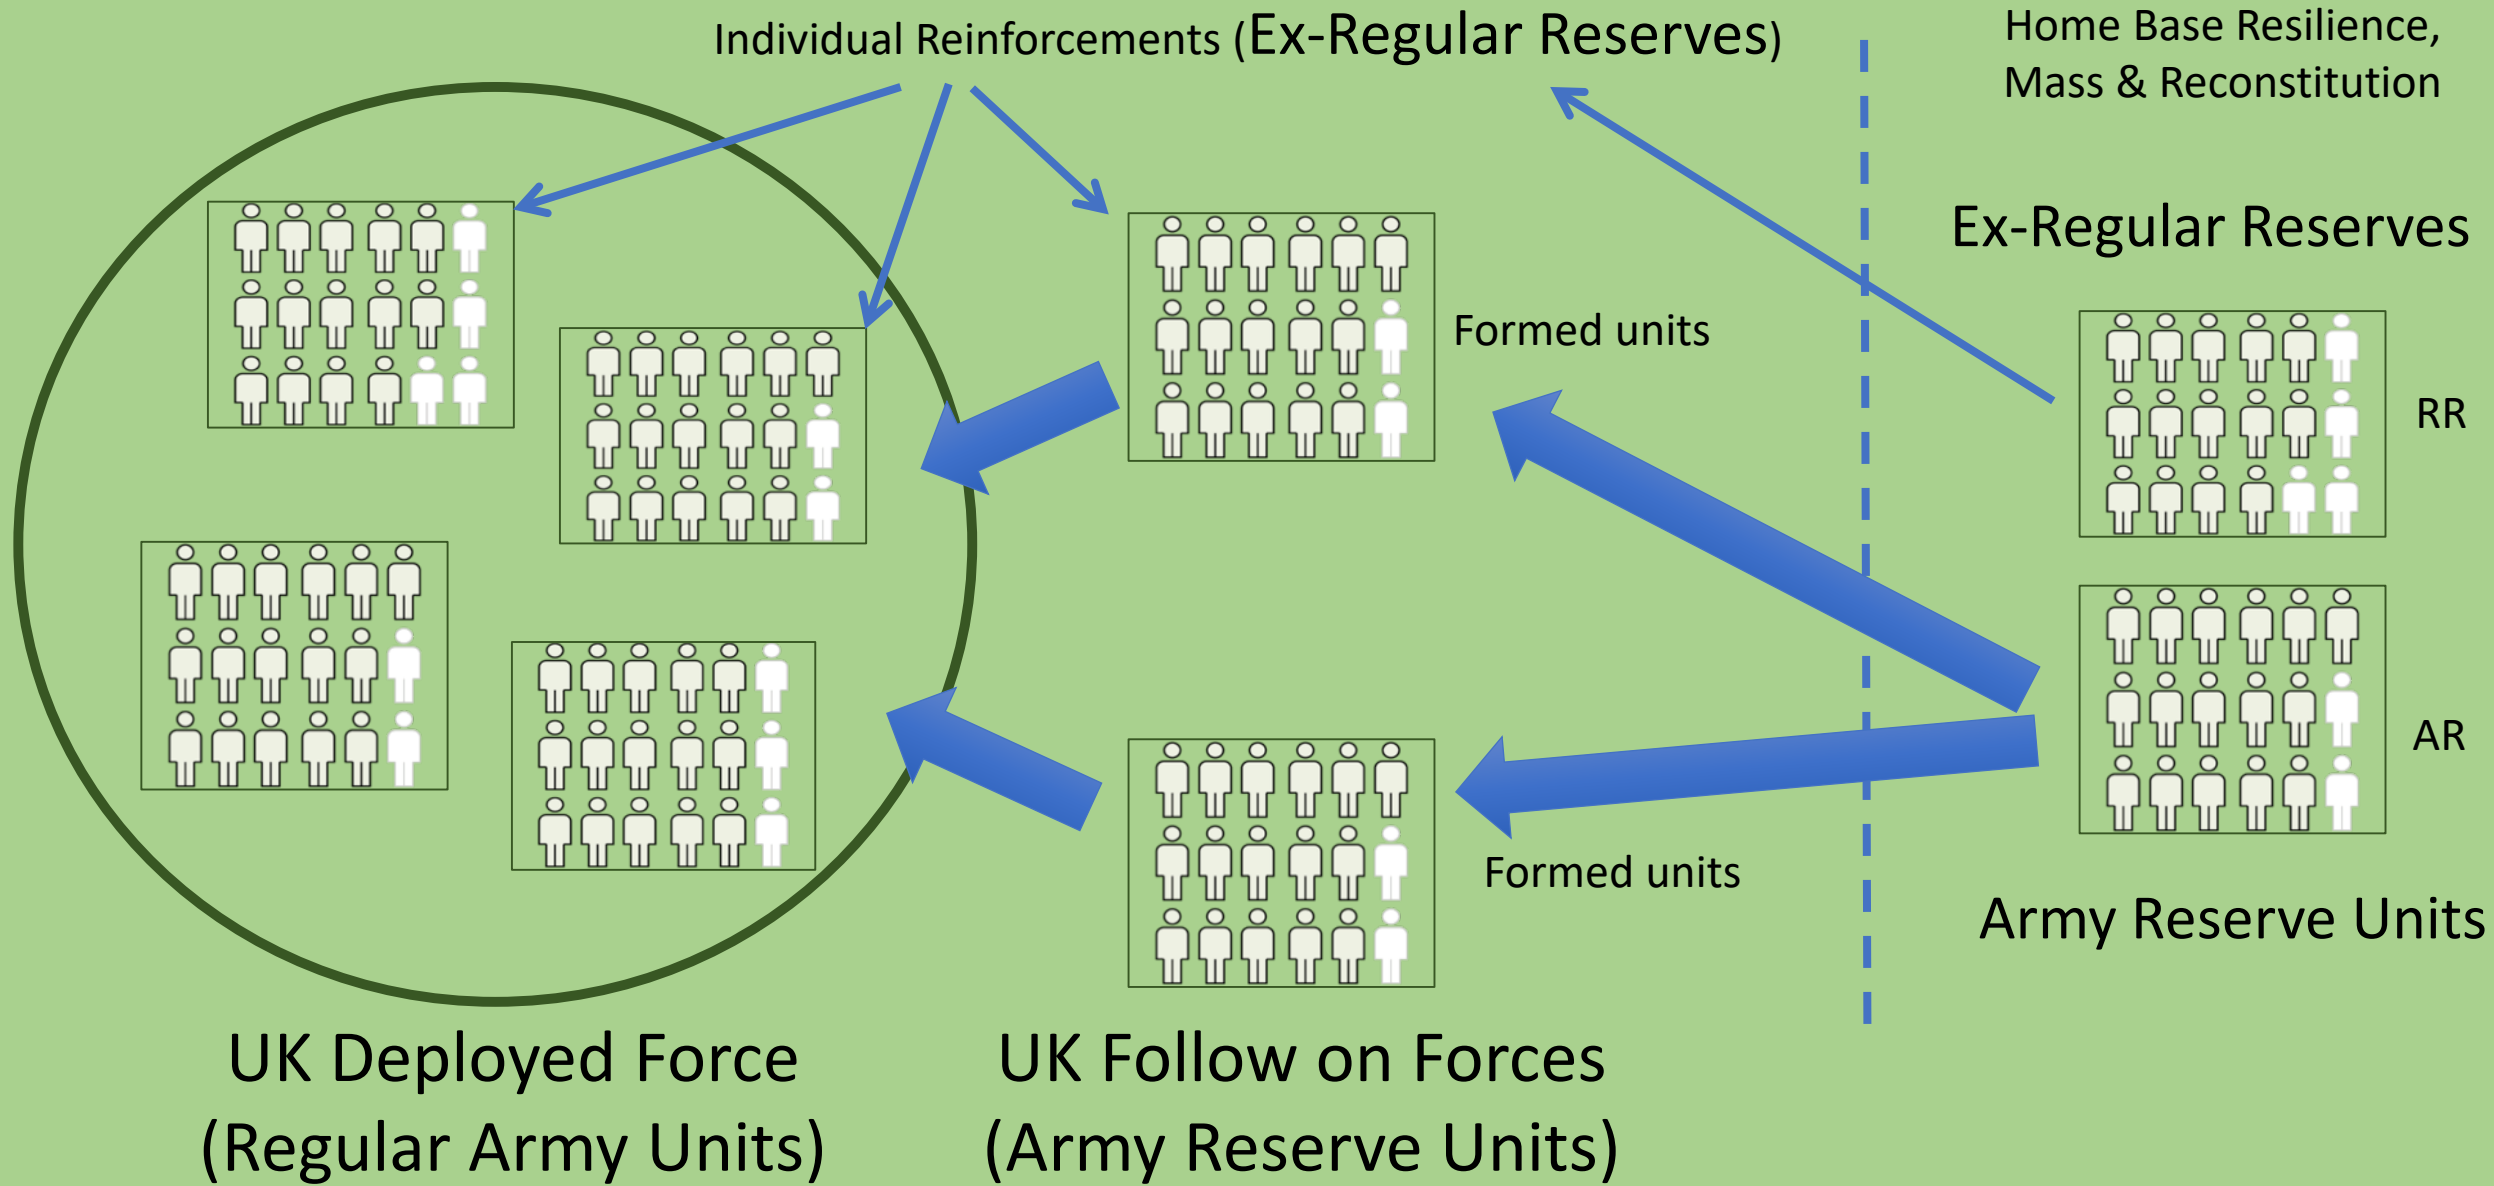 Individual Reinforcements (Ex-Regular Reserves)
Home Base Resilience,
Mass & Reconstitution
Ex-Regular Reserves
Formed units
RR
AR
Formed units
Army Reserve Units
UK Deployed Force
(Regular Army Units)
UK Follow on Forces
(Army Reserve Units)